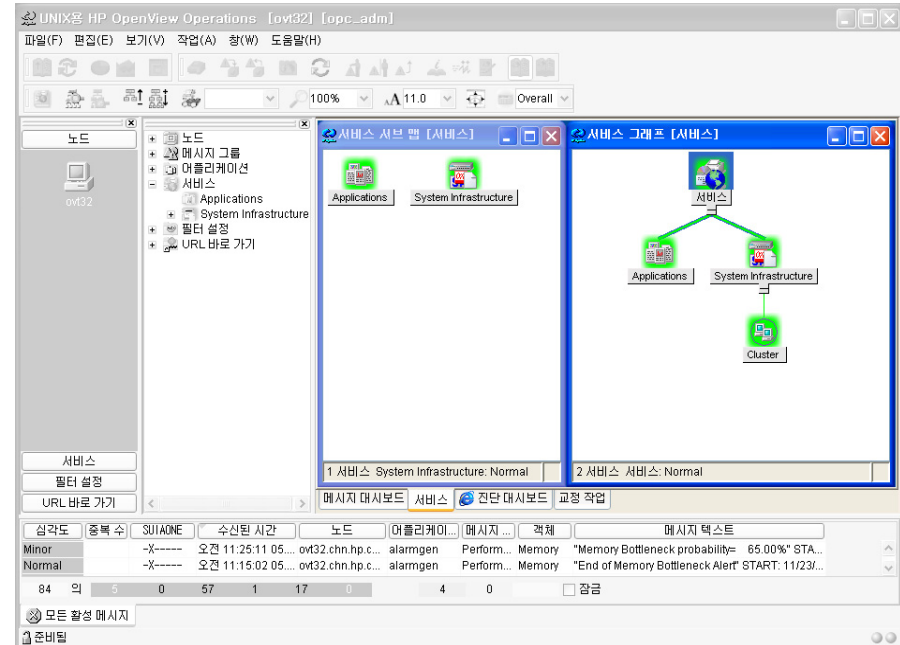 UNIX용 HP OpenView Operations [ovt32] [opc_adm]
파일(F) 편집(E) 보기(V) 작업(A) 창(W) 도움말(H)
100% A A 11.0 Overall
노드
ovt32
서비스
필터 설정
URL 바로 가기
노드
메시지 그룹
어플리케이션
서비스
Applications
System Infrastructure
필터 설정
URL 바로 가기
서비스 서브 맵 [서비스]
Applications System Infrastructure
1 서비스 System Infrastructure: Normal
서비스 그래프 [서비스]
서비스
Applications System Infrastructure
Cluster
2 서비스 서비스: Normal
메시지 대시보드 서비스 진단 대시보드 교정 작업
심각도 중복 수 SUIAONE 수신된 시간 노드 어플리케이... 메시지 ... 객체 메시지 텍스트
Minor -X----- 오전 11:25:11 05... ovt32.chn.hp.c... alarmgen Perform... Memory "Memory Bottleneck probability= 65.00%" STA...
Normal -X----- 오전 11:15:02 05... ovt32.chn.hp.c... alarmgen Perform... Memory "End of Memory Bottleneck Alert" START: 11/23/...
84 의 5 0 57 1 17 0 4 0 잠금
모든 활성 메시지
준비됨